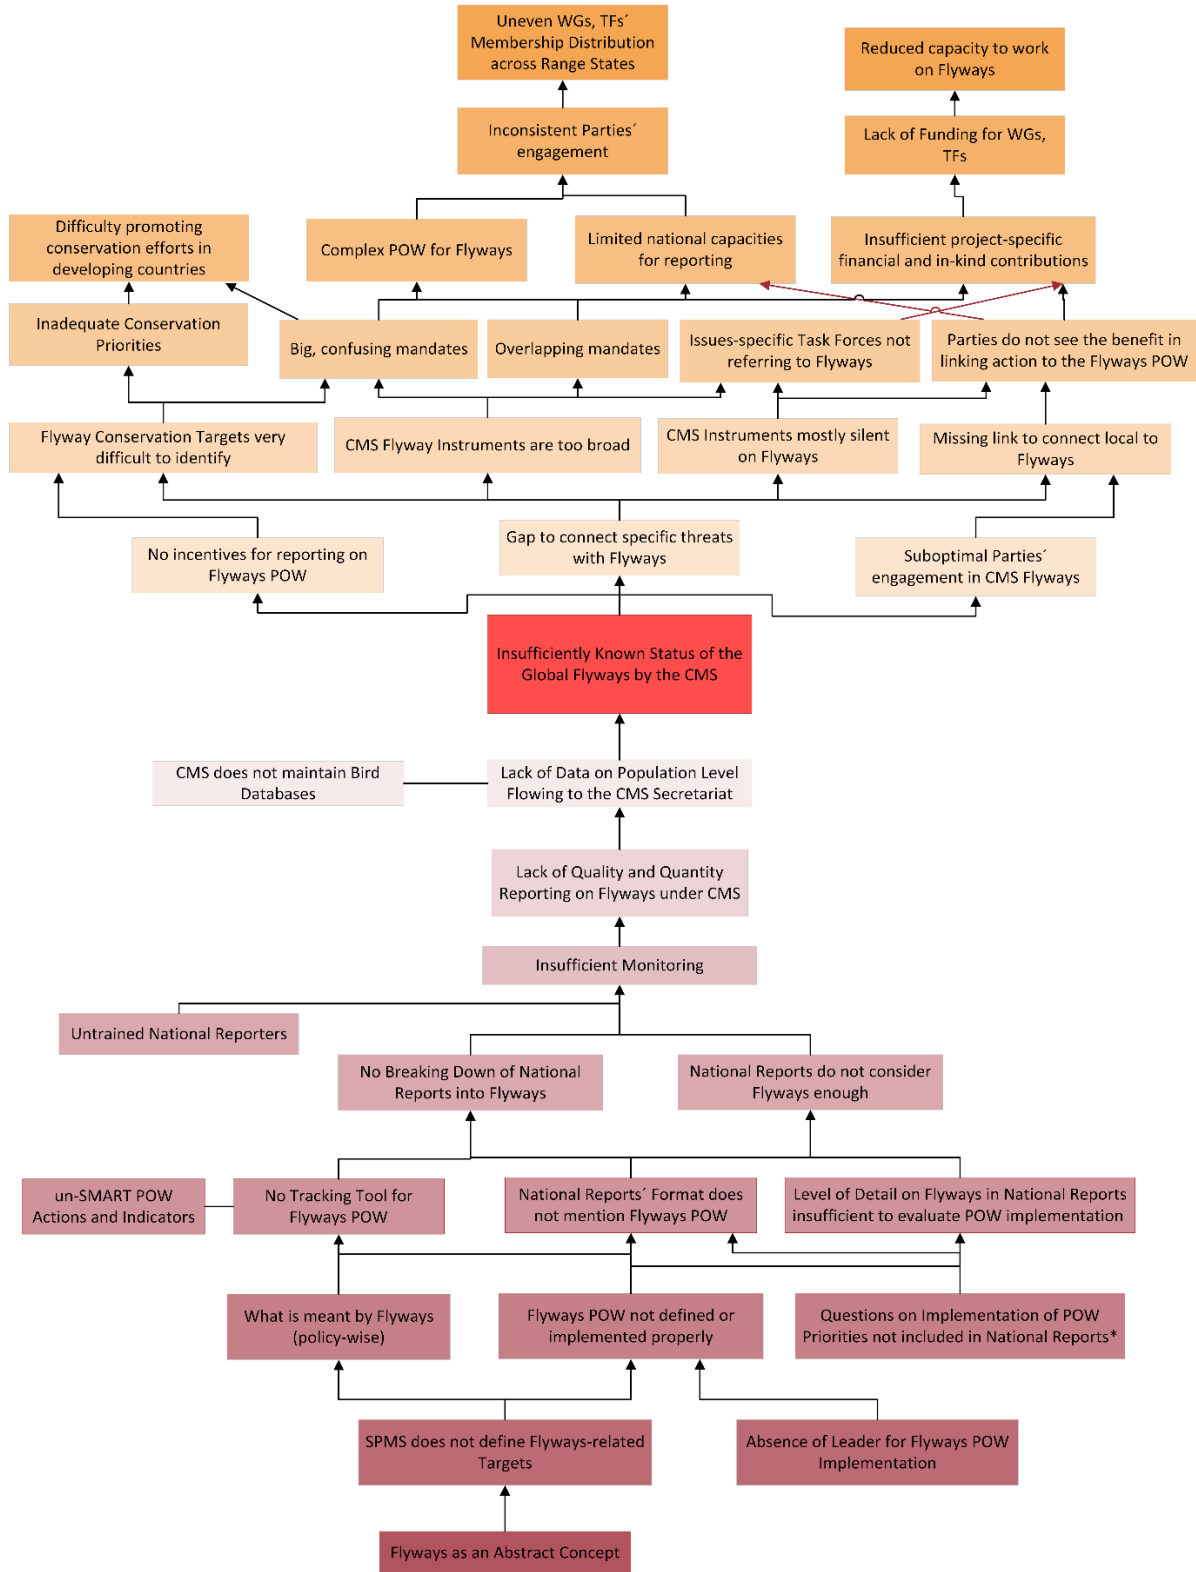 Uneven WGs, TFs´
Membership Distribution
across Range States
Reduced capacity to work
on Flyways
Inconsistent Parties´
engagement
Lack of Funding for WGs,
TFs
Difficulty promoting
conservation efforts in
developing countries
Complex POW for Flyways
Limited national capacities
for reporting
Insufficient project-specific
financial and in-kind contributions
Inadequate Conservation
Priorities
Big, confusing mandates
Overlapping mandates
Issues-specific Task Forces not
referring to Flyways
Parties do not see the benefit in
linking action to the Flyways POW
Flyway Conservation Targets very
difficult to identify
CMS Flyway Instruments are too broad
CMS Instruments mostly silent
on Flyways
Missing link to connect local to
Flyways
No incentives for reporting on
Flyways POW
Gap to connect specific threats
with Flyways
Suboptimal Parties´
engagement in CMS Flyways
Insufficiently Known Status of the
Global Flyways by the CMS
CMS does not maintain Bird
Databases
Lack of Data on Population Level
Flowing to the CMS Secretariat
Lack of Quality and Quantity
Reporting on Flyways under CMS
Insufficient Monitoring
Untrained National Reporters
No Breaking Down of National
Reports into Flyways
National Reports do not consider
Flyways enough
un-SMART POW
Actions and Indicators
No Tracking Tool for
Flyways POW
National Reports´ Format does
not mention Flyways POW
Level of Detail on Flyways in National Reports
insufficient to evaluate POW implementation
What is meant by Flyways
(policy-wise)
Flyways POW not defined or
implemented properly
Questions on Implementation of POW
Priorities not included in National Reports*
SPMS does not define Flyways-related
Targets
Absence of Leader for Flyways POW
Implementation
Flyways as an Abstract Concept